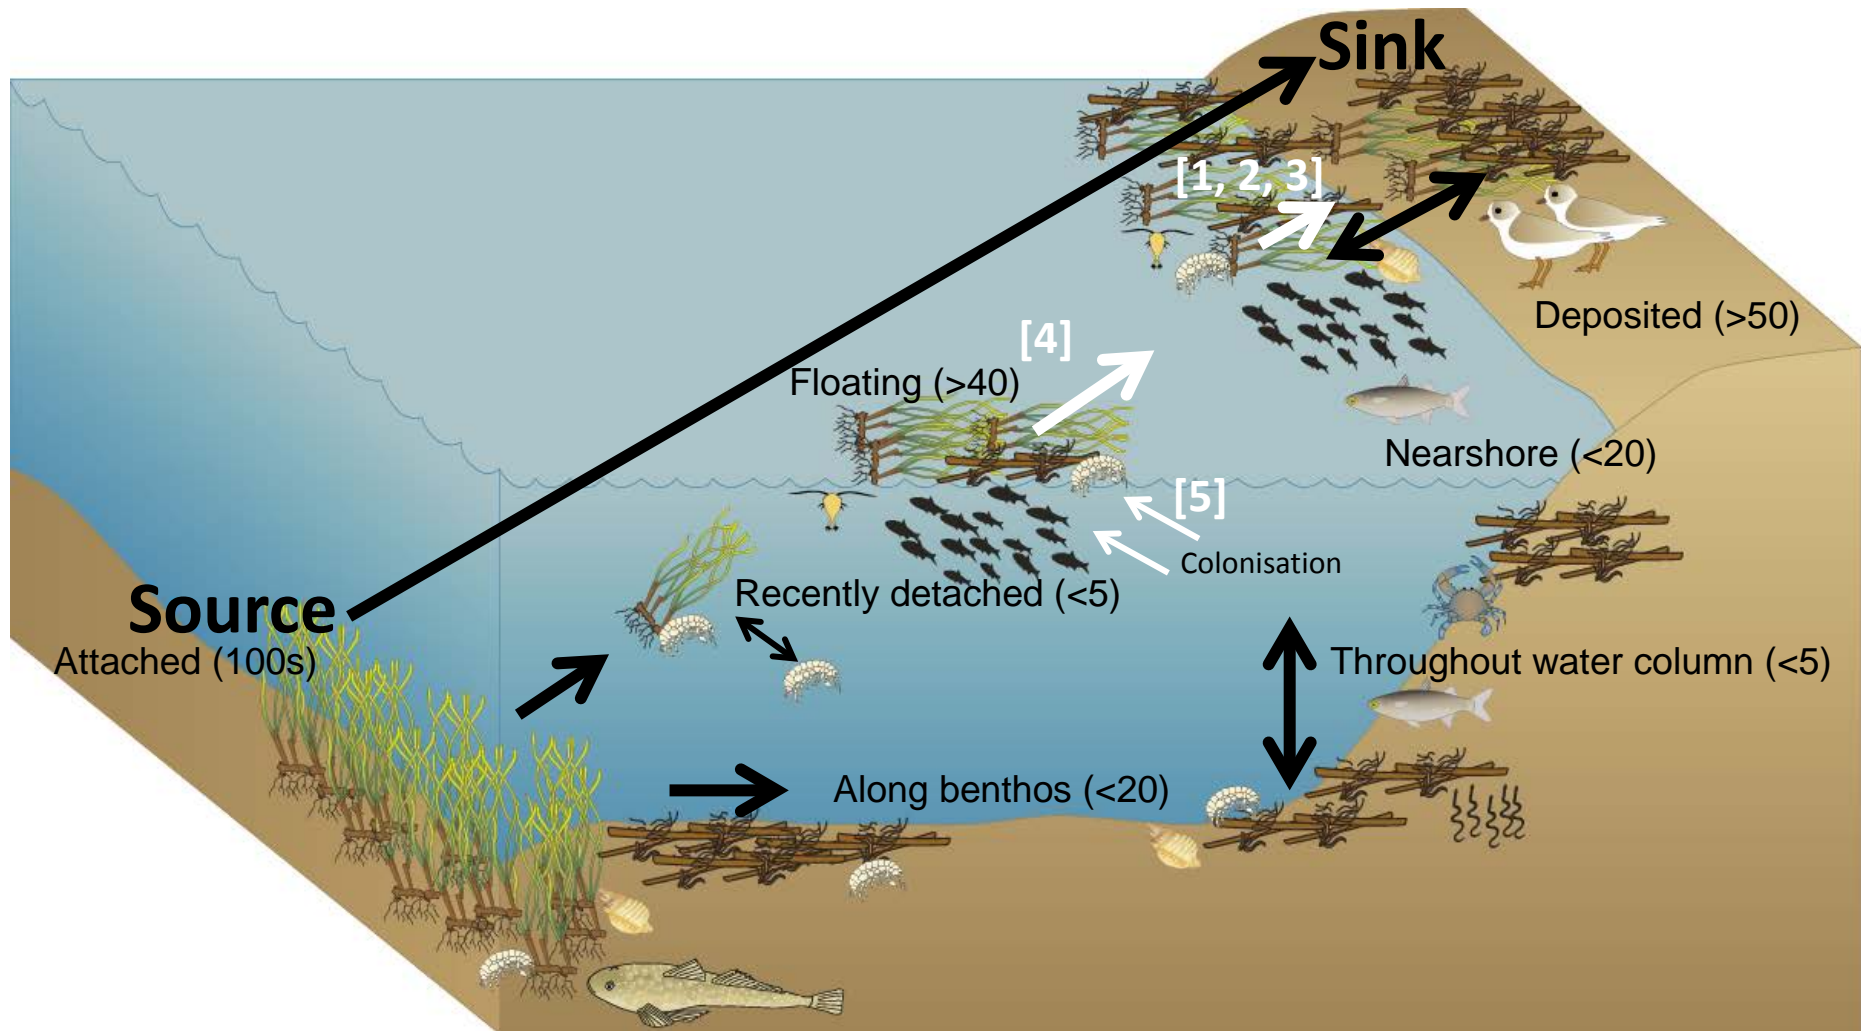 Sink
[1, 2, 3]
Deposited (>50)
[4]
Floating (>40)
Nearshore (<20)
[5]
Colonisation
Source
Recently detached (<5)
Attached (100s)
Throughout water column (<5)
Along benthos (<20)